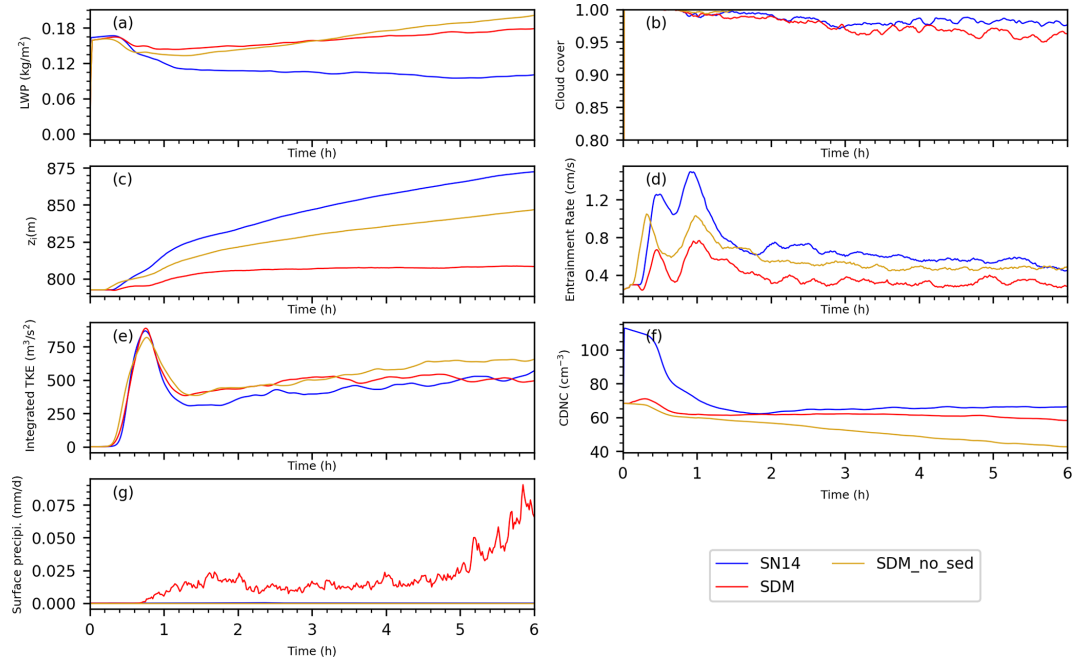 (a)
LWP (kg/m²)
0.18
0.12
0.06
0.00
Time (h)
(b)
Cloud cover
1.00
0.95
0.90
0.85
0.80
Time (h)
(c)
zᵢ(m)
875
850
825
800
Time (h)
(d)
Entrainment Rate (cm/s)
1.2
0.8
0.4
Time (h)
(e)
Integrated TKE (m³/s²)
750
500
250
0
Time (h)
(f)
CDNC (cm⁻³)
100
80
60
40
0 1 2 3 4 5 6
Time (h)
(g)
Surface precipi. (mm/d)
0.075
0.050
0.025
0.000
0 1 2 3 4 5 6
Time (h)
SN14 SDM_no_sed
SDM